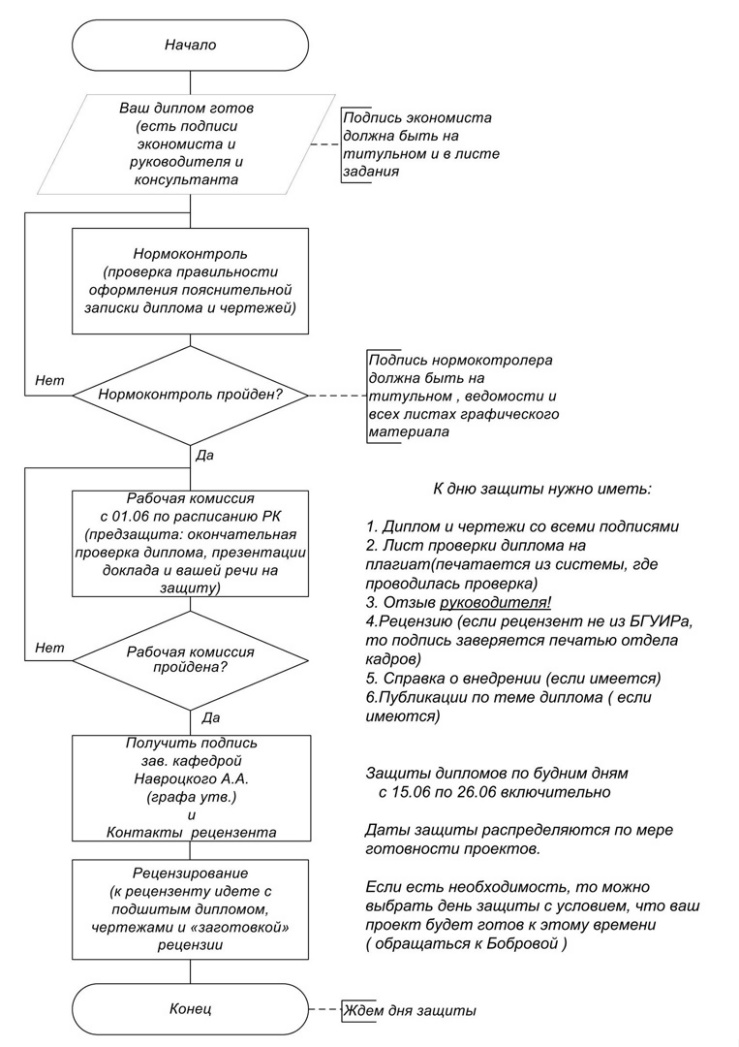 Начало
Ваш диплом готов
(есть подписи
экономиста и
руководителя и
консультанта
Подпись экономиста
должна быть на
титульном и в листе
задания
Нормоконтроль
(проверка правильности
оформления пояснительной
записки диплома и чертежей)
Нет
Нормоконтроль пройден?
Подпись нормокотролера
должна быть на
титульном , ведомости и
всех листах графического
материала
Да
Рабочая комиссия
с 01.06 по расписанию РК
(предзащита: окончательная
проверка диплома, презентации
доклада и вашей речи на
защиту)
Нет
Рабочая комиссия
пройдена?
Да
Получить подпись
зав. кафедрой
Навроцкого А.А.
(графа утв.)
и
Контакты рецензента
Рецензирование
(к рецензенту идете с
подшитым дипломом,
чертежами и «заготовкой»
рецензии
Конец
Ждем дня защиты
К дню защиты нужно иметь:
1. Диплом и чертежи со всеми подписями
2. Лист проверки диплома на
плагиат(печатается из системы, где
проводилась проверка)
3. Отзыв руководителя!
4.Рецензию (если рецензент не из БГУИРа,
то подпись заверяется печатью отдела
кадров)
5. Справка о внедрении (если имеется)
6.Публикации по теме диплома ( если
имеются)
Защиты дипломов по будним дням
с 15.06 по 26.06 включительно
Даты защиты распределяются по мере
готовности проектов.
Если есть необходимость, то можно
выбрать день защиты с условием, что ваш
проект будет готов к этому времени
( обращаться к Бобровой )